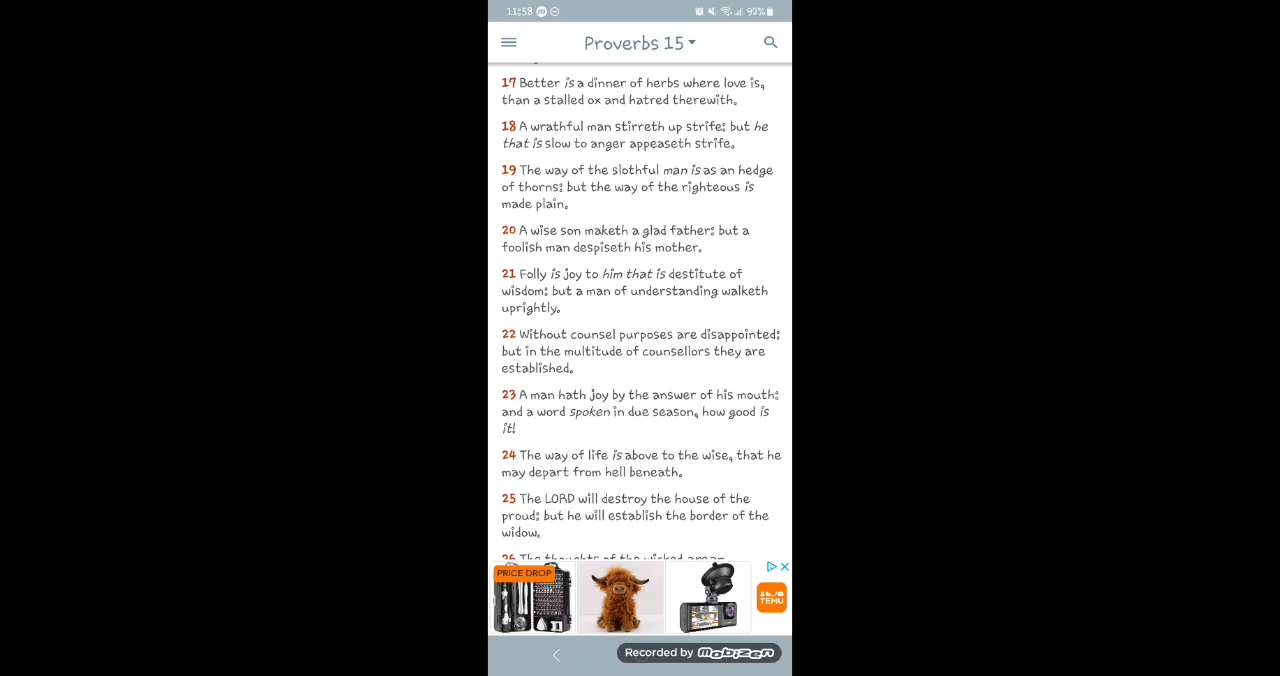 11:58 92%
Proverbs 15
17 Better is a dinner of herbs where love is,
than a stalled ox and hatred therewith.
18 A wrathful man stirreth up strife: but he
that is slow to anger appeaseth strife.
19 The way of the slothful man is as an hedge
of thorns: but the way of the righteous is
made plain.
20 A wise son maketh a glad father: but a
foolish man despiseth his mother.
21 Folly is joy to him that is destitute of
wisdom: but a man of understanding walketh
uprightly.
22 Without counsel purposes are disappointed:
but in the multitude of counsellors they are
established.
23 A man hath joy by the answer of his mouth:
and a word spoken in due season, how good is
it!
24 The way of life is above to the wise, that he
may depart from hell beneath.
25 The LORD will destroy the house of the
proud: but he will establish the border of the
widow.
26 The thoughts of the wicked are an
PRICE DROP
TEMU
Recorded by mobizen